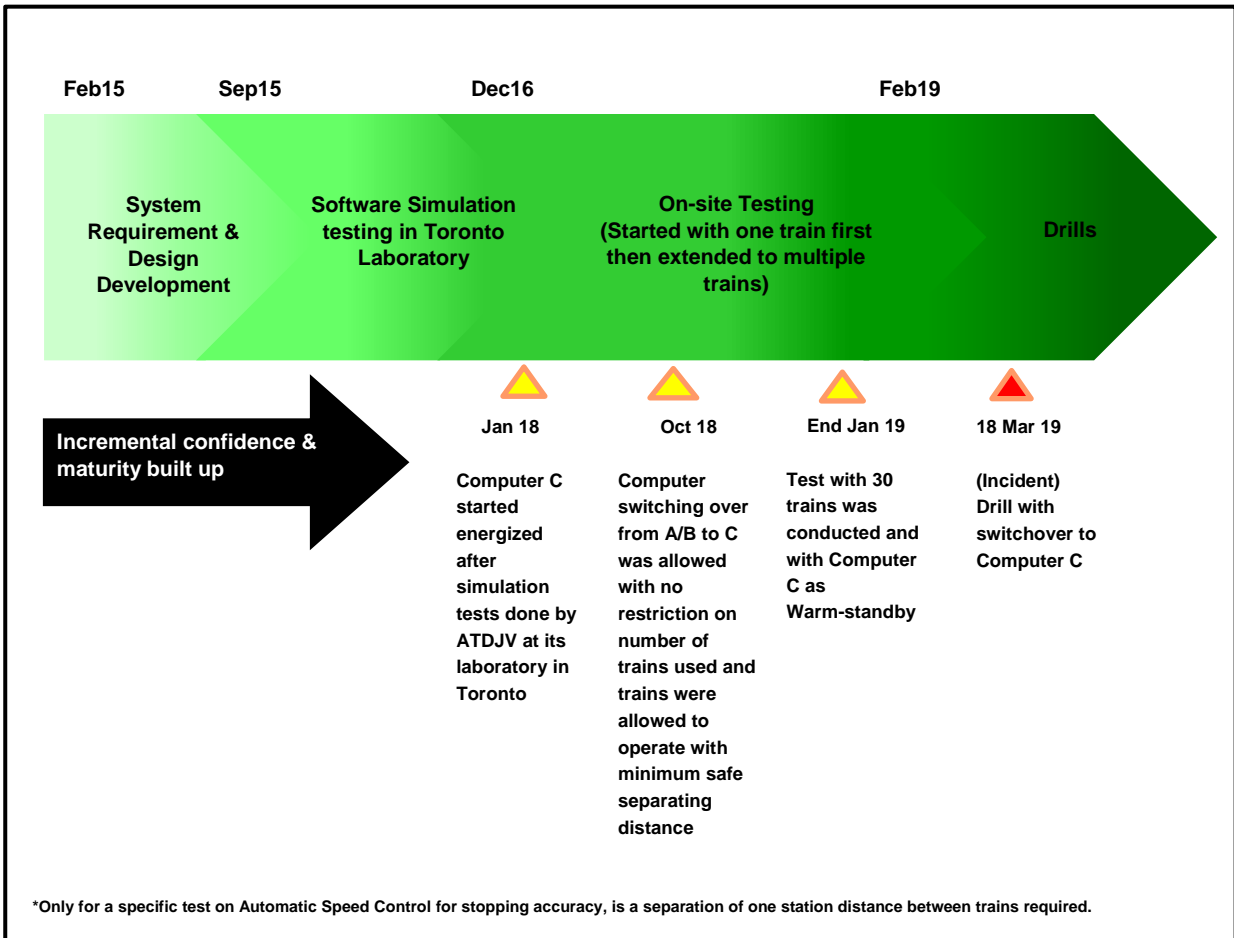 Feb15
Sep15
Dec16
Feb19
System
Requirement &
Design
Development
Software Simulation
testing in Toronto
Laboratory
On-site Testing
(Started with one train first
then extended to multiple
trains)
Drills
Incremental confidence &
maturity built up
Jan 18
Computer C
started
energized
after
simulation
tests done by
ATDJV at its
laboratory in
Toronto
Oct 18
Computer
switching over
from A/B to C
was allowed
with no
restriction on
number of
trains used and
trains were
allowed to
operate with
minimum safe
separating
distance
End Jan 19
Test with 30
trains was
conducted and
with Computer
C as
Warm-standby
18 Mar 19
(Incident)
Drill with
switchover to
Computer C
*Only for a specific test on Automatic Speed Control for stopping accuracy, is a separation of one station distance between trains required.